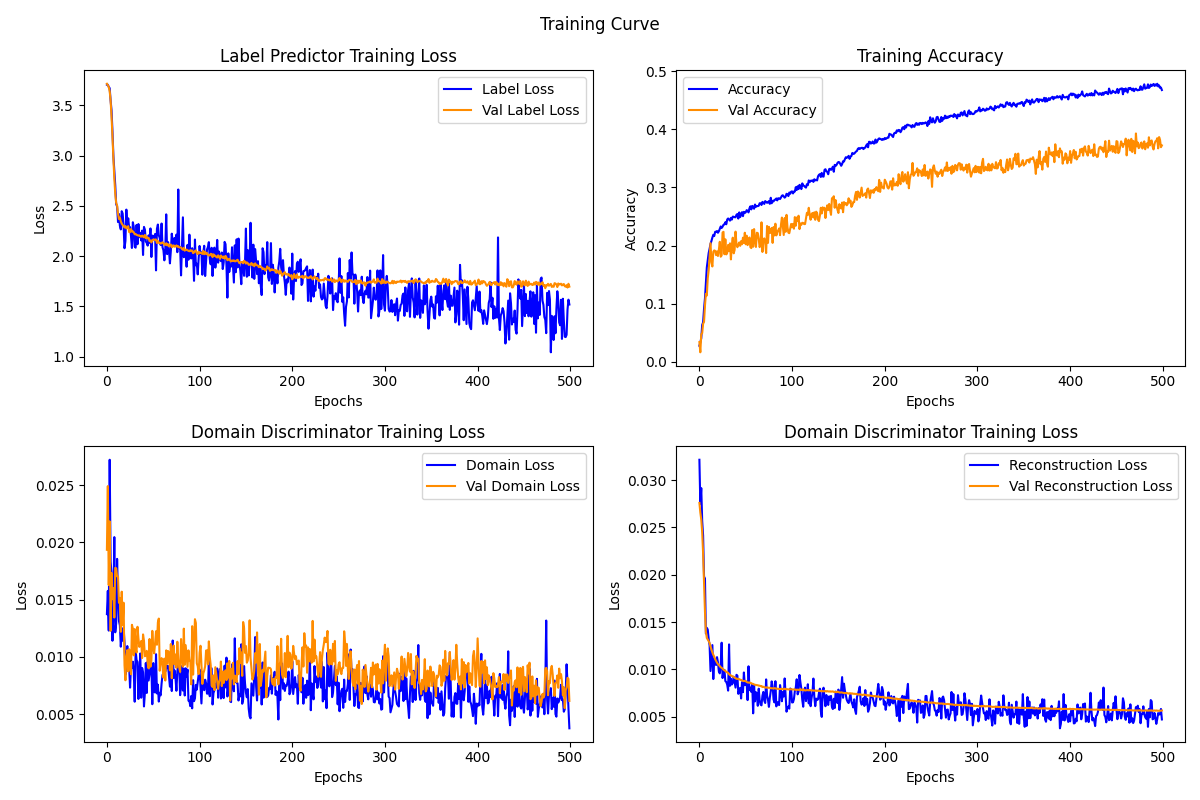 Training Curve
Label Predictor Training Loss
3.5
3.0
2.5
2.0
1.5
1.0
Loss
0 100 200 300 400 500
Epochs
Label Loss
Val Label Loss
Training Accuracy
0.5
0.4
0.3
0.2
0.1
0.0
Accuracy
0 100 200 300 400 500
Epochs
Accuracy
Val Accuracy
Domain Discriminator Training Loss
0.025
0.020
0.015
0.010
0.005
Loss
0 100 200 300 400 500
Epochs
Domain Loss
Val Domain Loss
Domain Discriminator Training Loss
0.030
0.025
0.020
0.015
0.010
0.005
Loss
0 100 200 300 400 500
Epochs
Reconstruction Loss
Val Reconstruction Loss